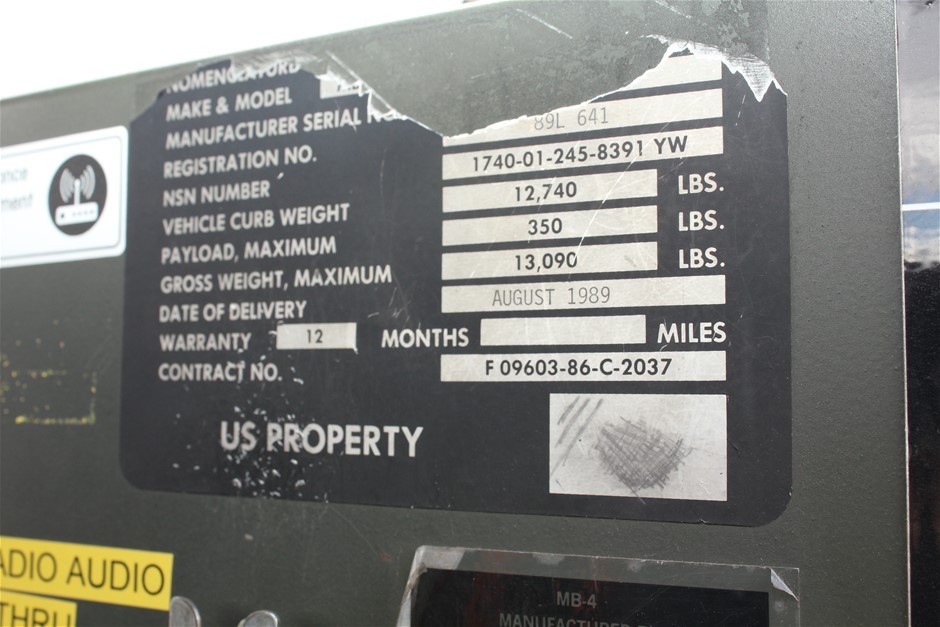 NOMENCLATURE
MAKE & MODEL
MANUFACTURER SERIAL
REGISTRATION NO. 89L 641
NSN NUMBER 1740-01-245-8391 YW
VEHICLE CURB WEIGHT 12,740 LBS.
PAYLOAD, MAXIMUM 350 LBS.
GROSS WEIGHT, MAXIMUM 13,090 LBS.
DATE OF DELIVERY AUGUST 1989
WARRANTY 12 MONTHS MILES
CONTRACT NO. F 09603-86-C-2037
US PROPERTY
ADIO AUDIO
THRU
MB-4